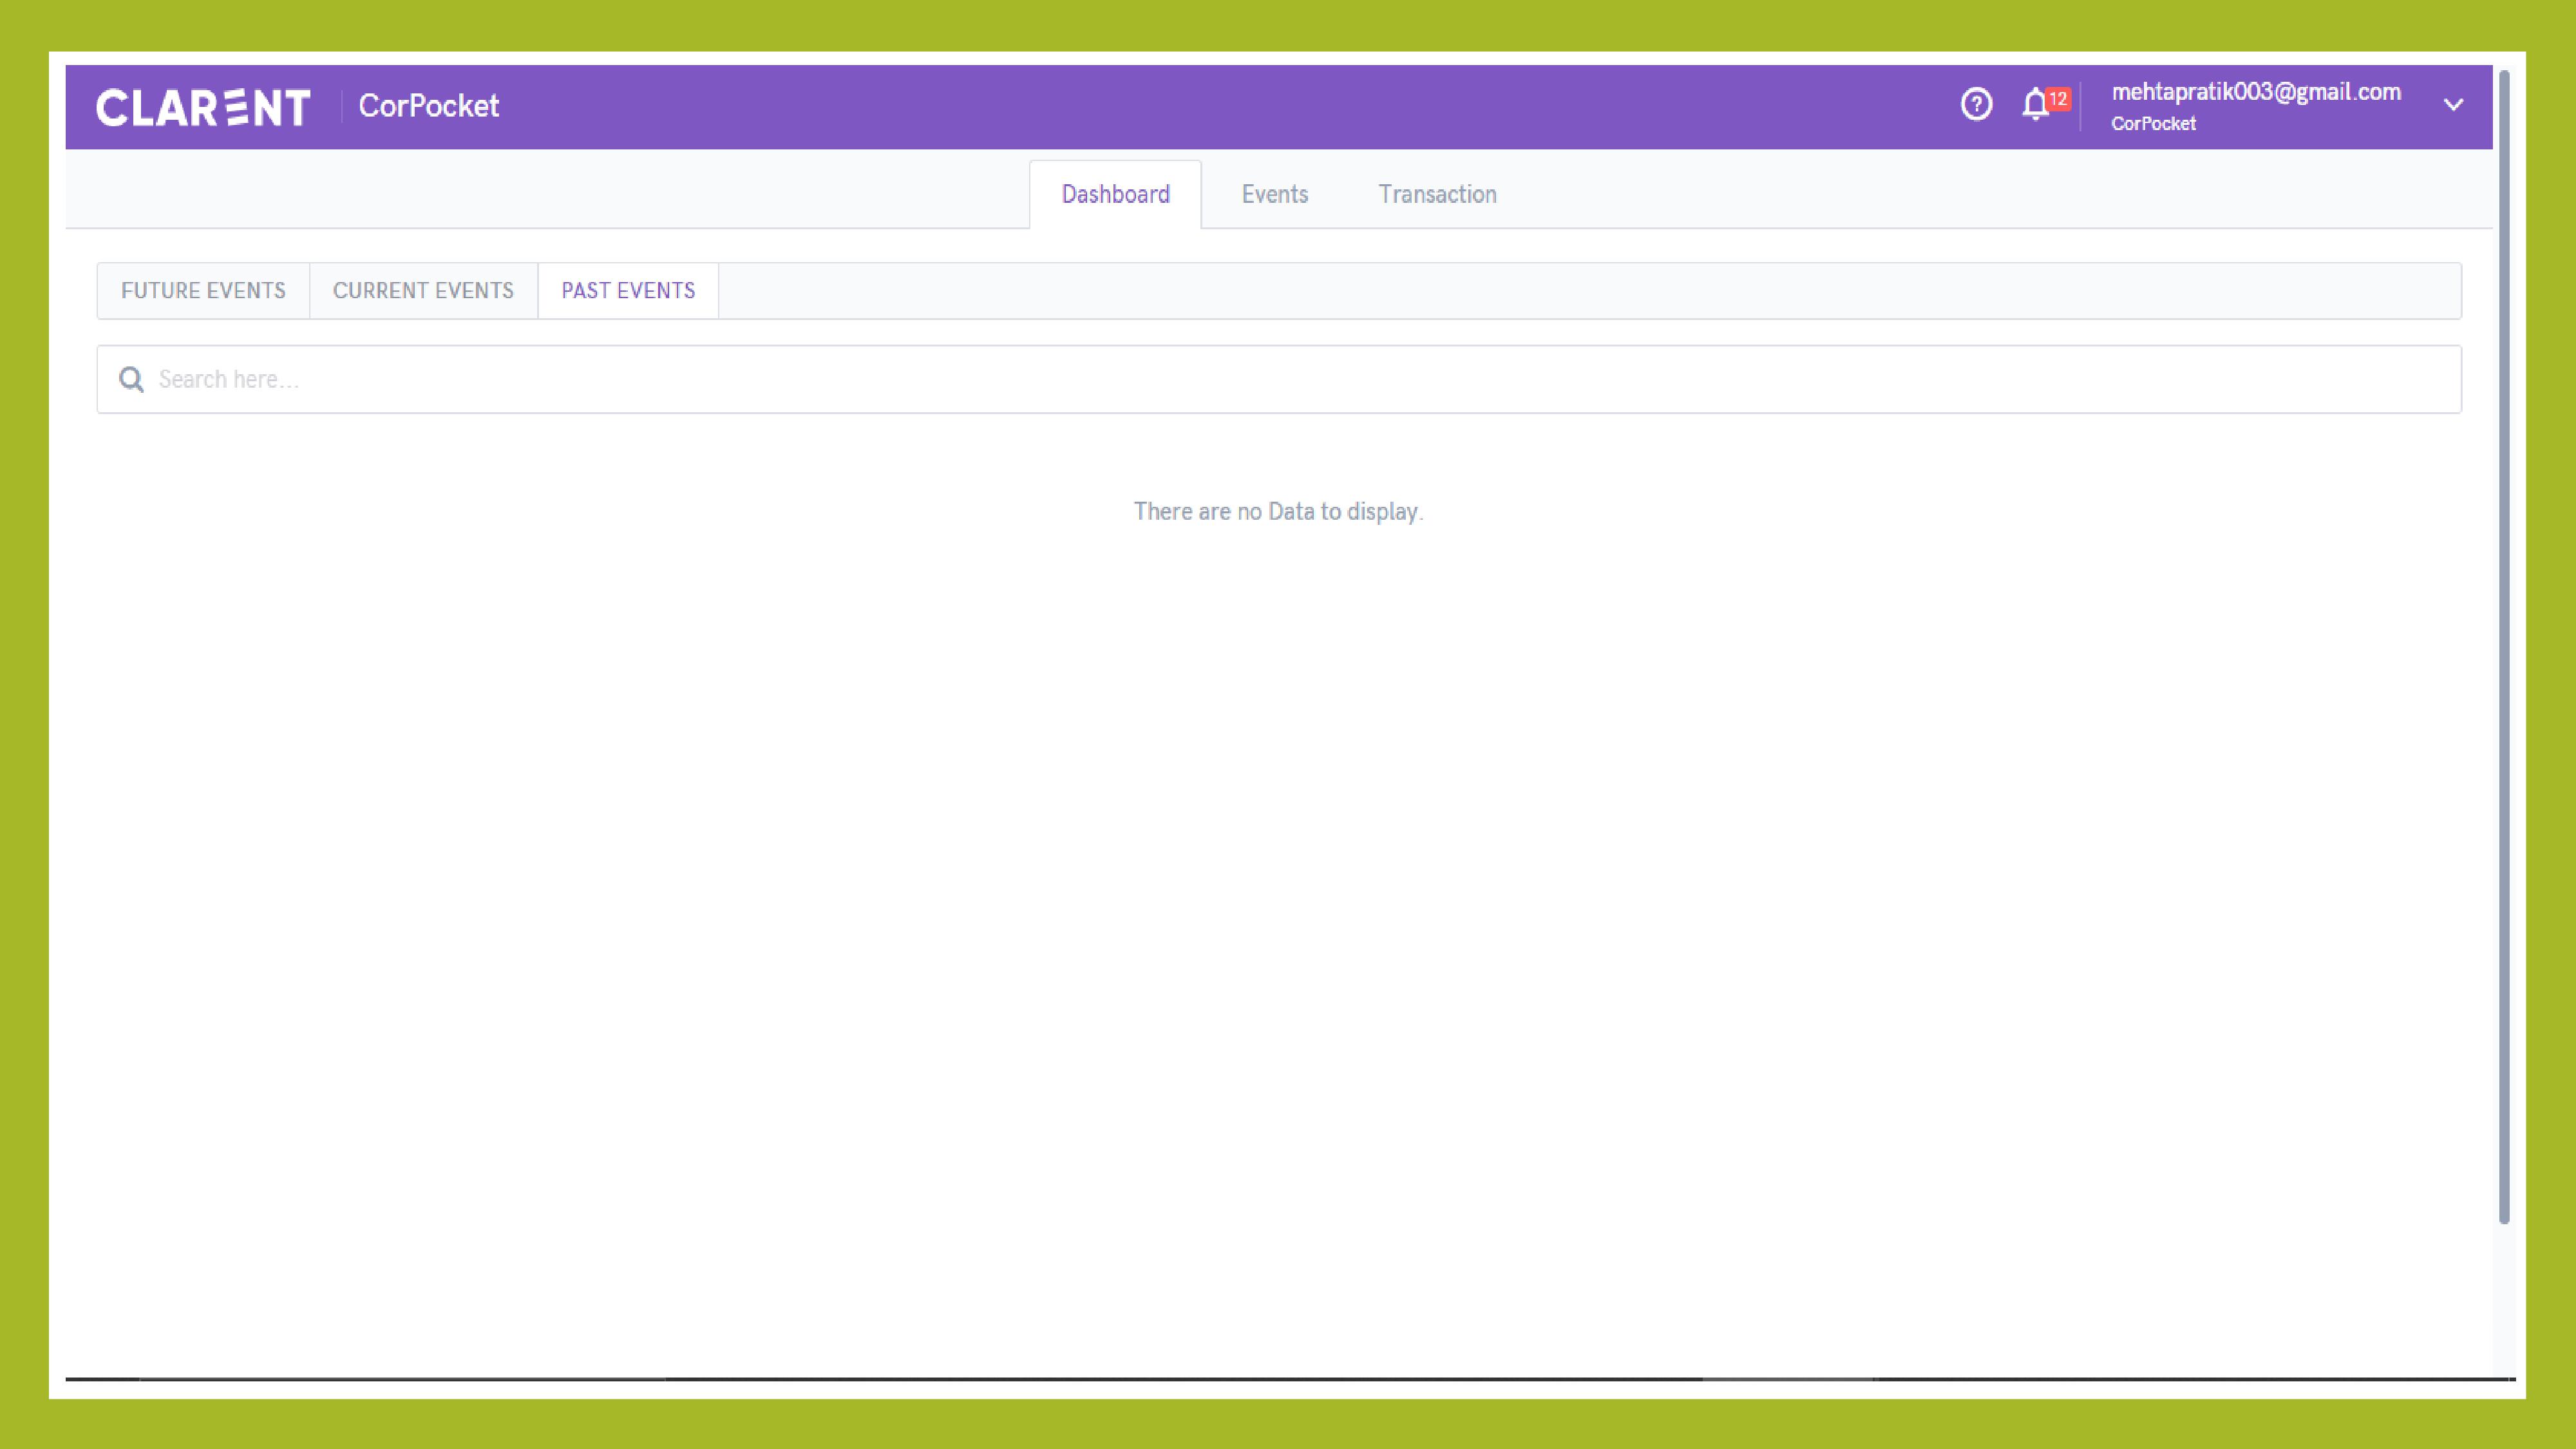 CLARENT CorPocket 12 mehtapratik003@gmail.com
CorPocket
Dashboard Events Transaction
FUTURE EVENTS CURRENT EVENTS PAST EVENTS
Search here...
There are no Data to display.